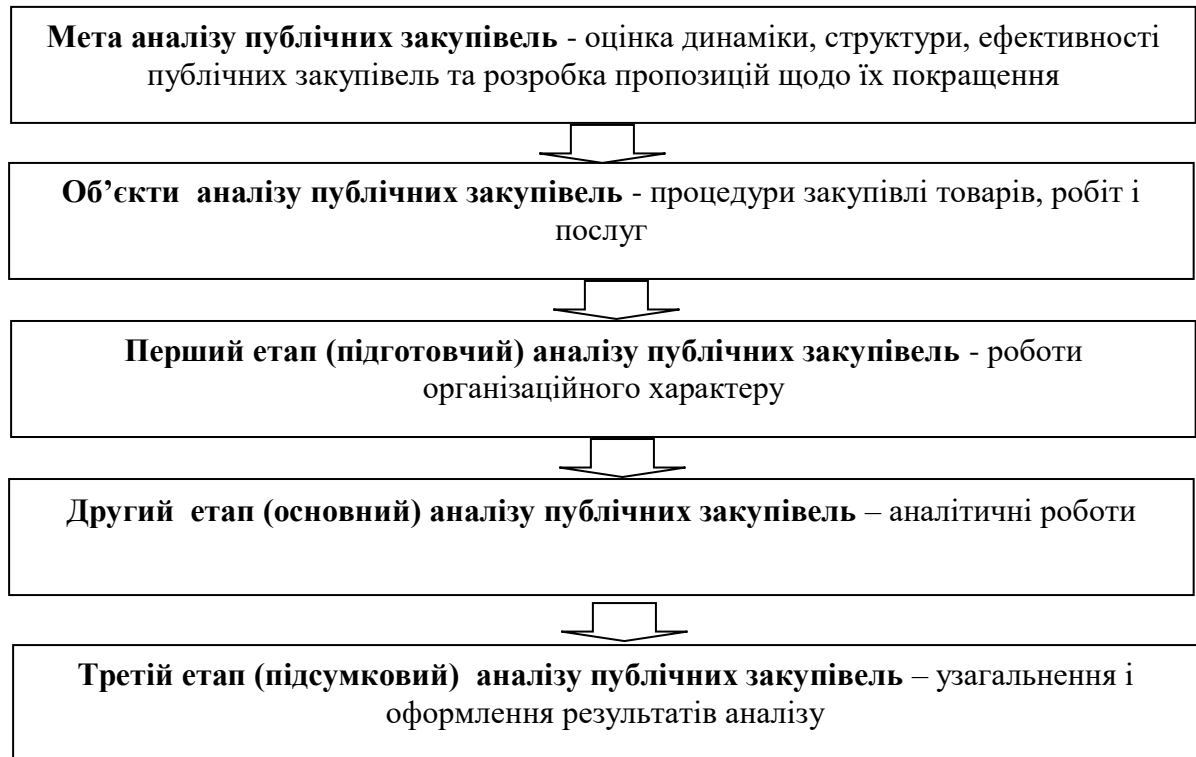 Мета аналізу публічних закупівель - оцінка динаміки, структури, ефективності
публічних закупівель та розробка пропозицій щодо їх покращення
Об’єкти аналізу публічних закупівель - процедури закупівлі товарів, робіт і
послуг
Перший етап (підготовчий) аналізу публічних закупівель - роботи
організаційного характеру
Другий етап (основний) аналізу публічних закупівель – аналітичні роботи
Третій етап (підсумковий) аналізу публічних закупівель – узагальнення і
оформлення результатів аналізу